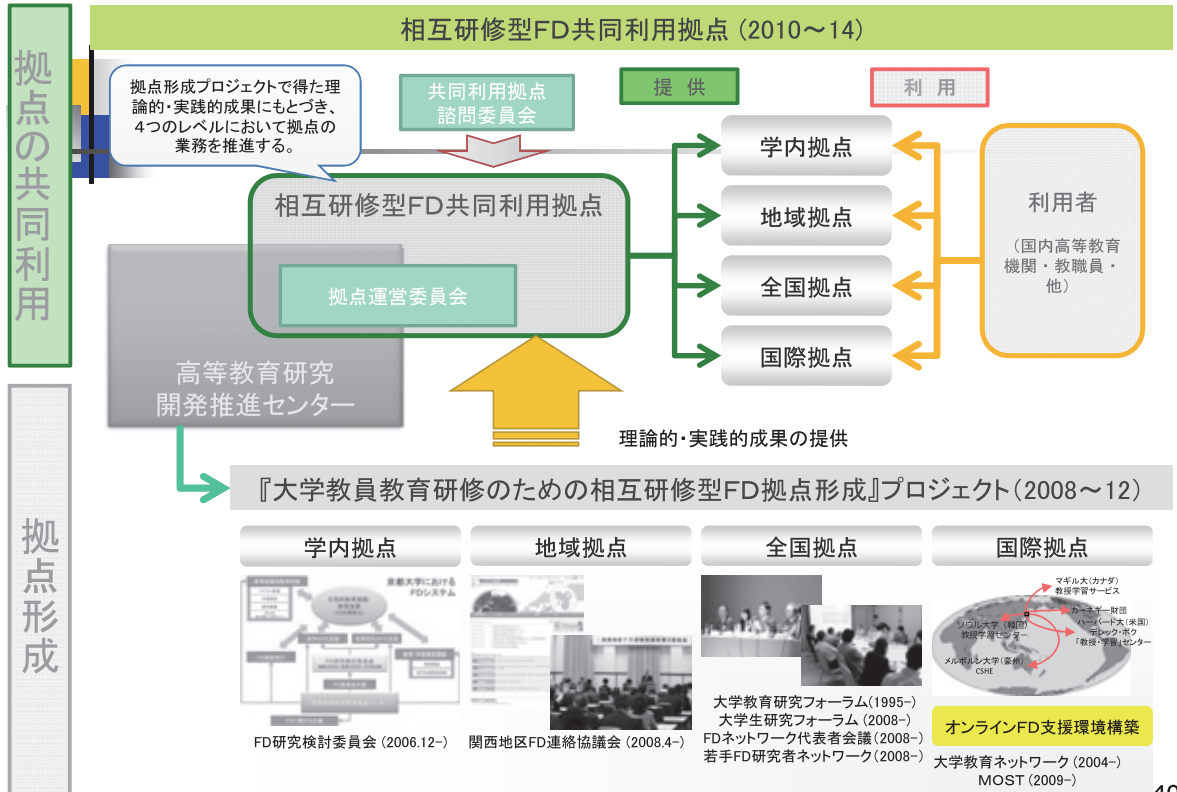 相互研修型FD共同利用拠点（2010～14）
拠点の共同利用
拠点形成プロジェクトで得た理
論的・実践的成果にもとづき、
４つのレベルにおいて拠点の
業務を推進する。
共同利用拠点
諮問委員会
提 供
利 用
相互研修型FD共同利用拠点
拠点運営委員会
高等教育研究
開発推進センター
学内拠点
地域拠点
全国拠点
国際拠点
利用者
（国内高等教育
機関・教職員・
他）
理論的・実践的成果の提供
拠点形成
『大学教員教育研修のための相互研修型FD拠点形成』プロジェクト（2008～12）
学内拠点
京都大学における
FDシステム
FD研究検討委員会（2006.12-）
地域拠点
関西地区FD連絡協議会（2008.4-）
全国拠点
大学教育研究フォーラム（1995-）
大学生研究フォーラム（2008-）
FDネットワーク代表者会議（2008-）
若手FD研究者ネットワーク（2008-）
国際拠点
マギル大（カナダ）
教授学習サービス
カーネギー財団
ハーバード大（米国）
デレック・ボク
「教授・学習」センター
ソウル大学（韓国）
教授学習センター
メルボルン大学（豪州）
CSHE
オンラインFD支援環境構築
大学教育ネットワーク（2004-）
MOST（2009-）